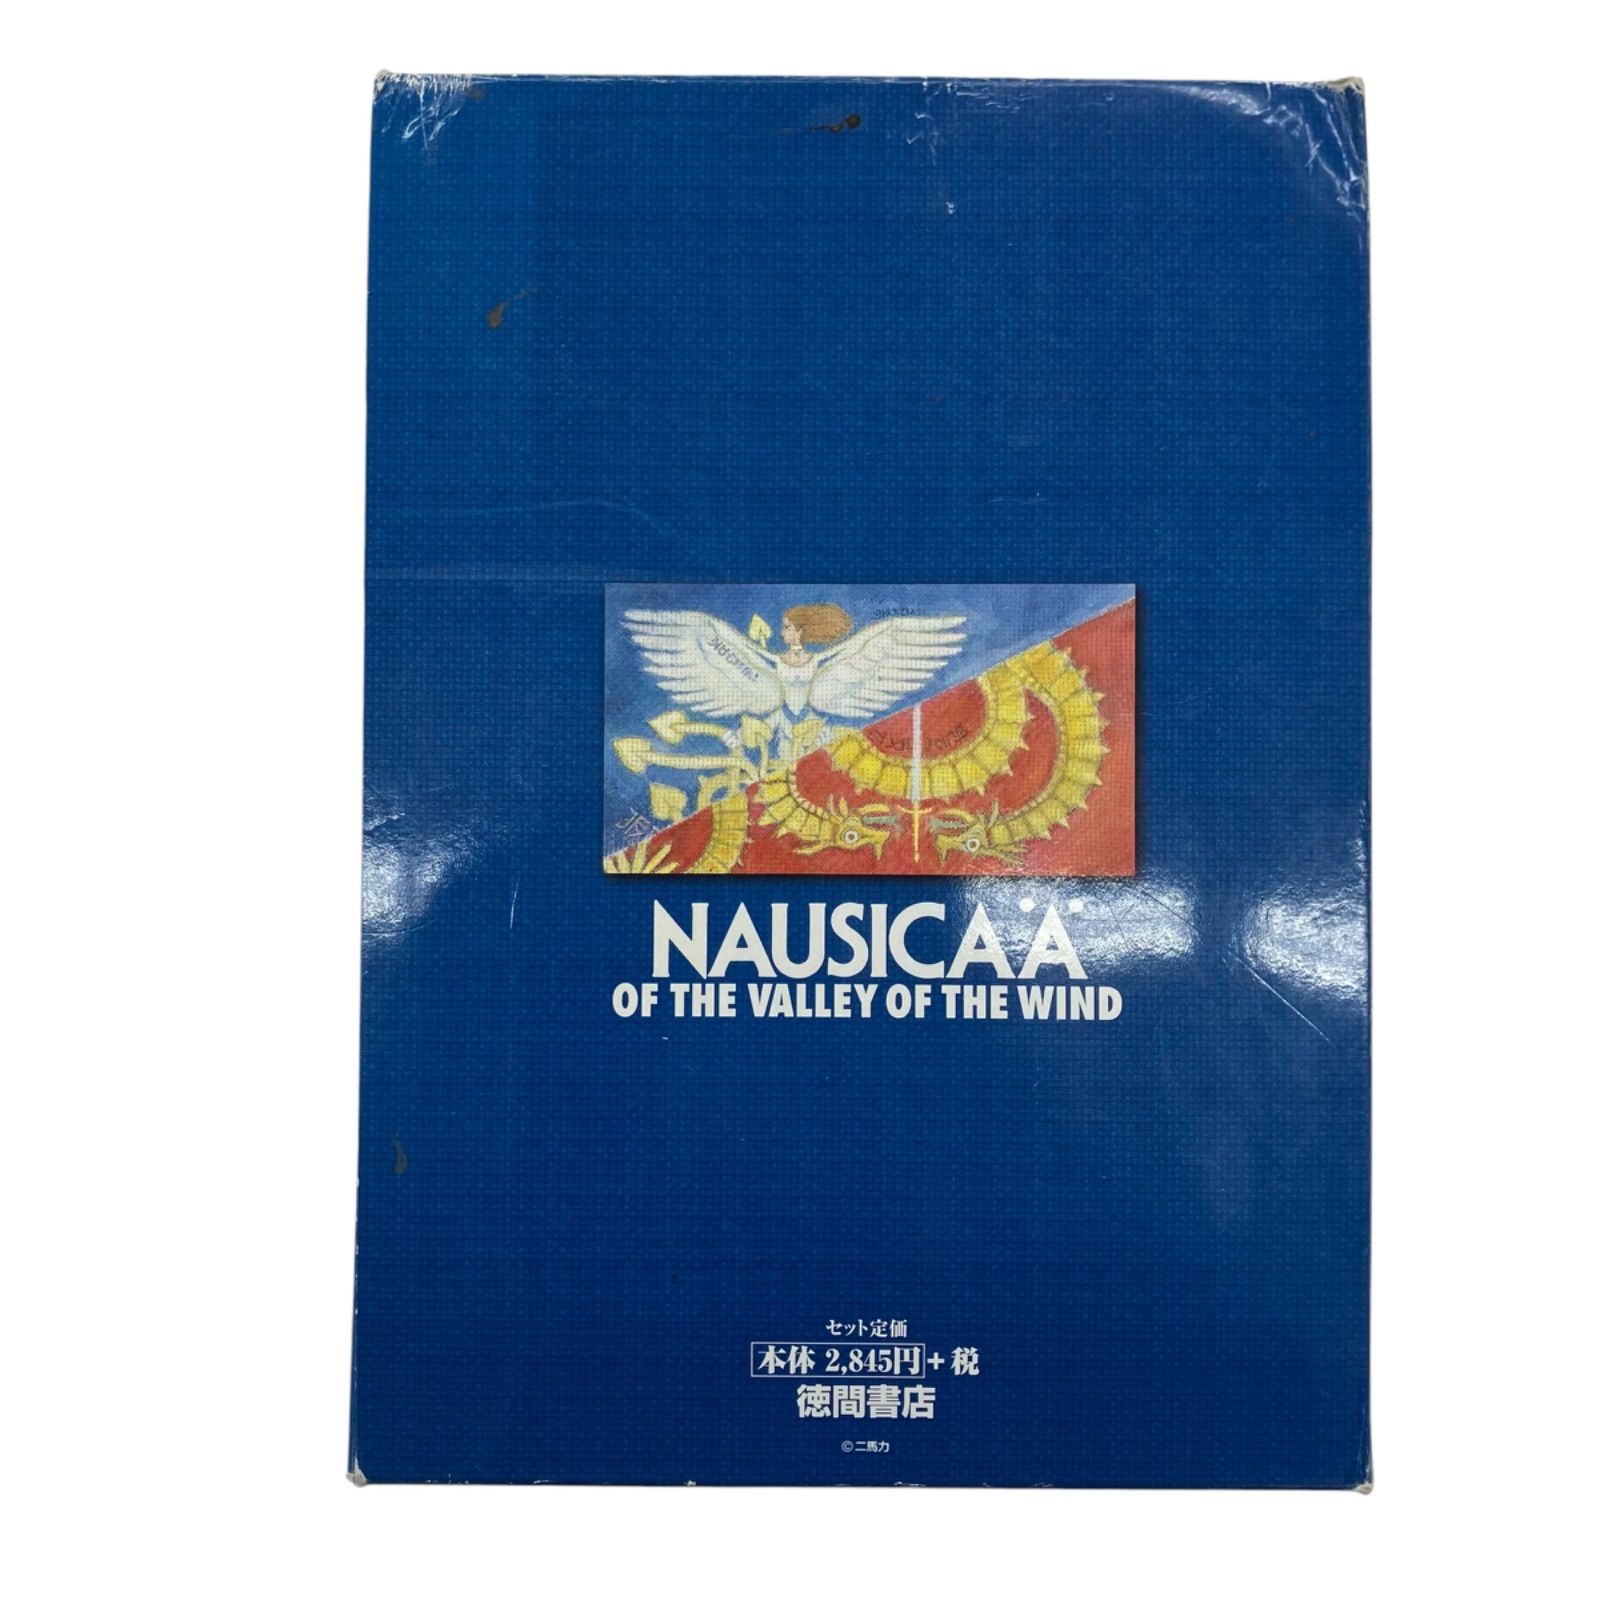 NAUSICAÄ
OF THE VALLEY OF THE WIND
セット定価
本体 2,845円+税
徳間書店
©二馬力